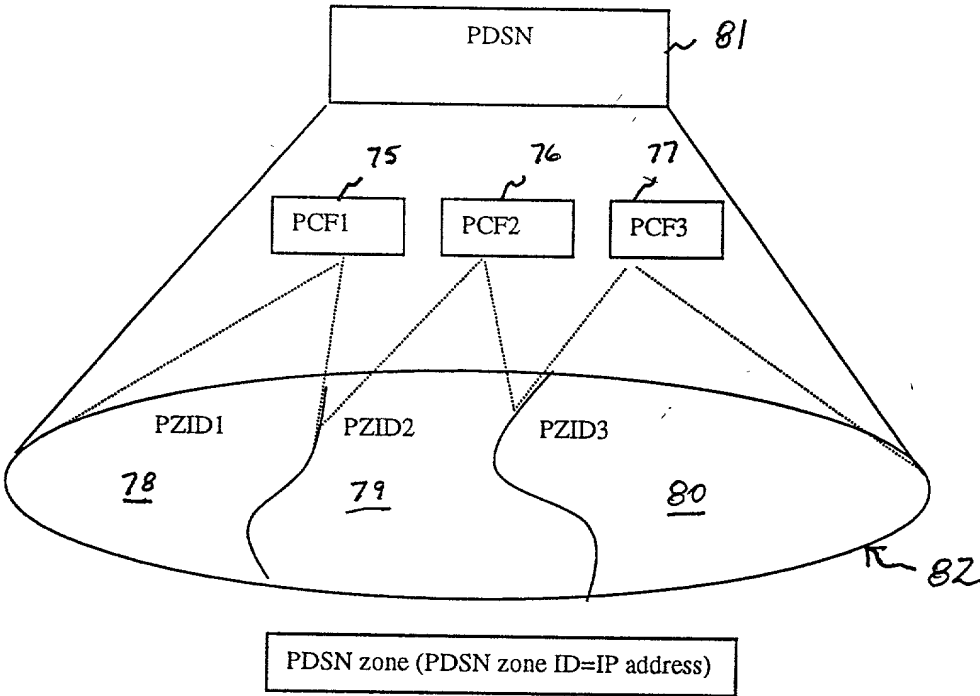 PDSN
81
75
76
77
PCF1
PCF2
PCF3
PZID1
PZID2
PZID3
78
79
80
82
PDSN zone (PDSN zone ID=IP address)